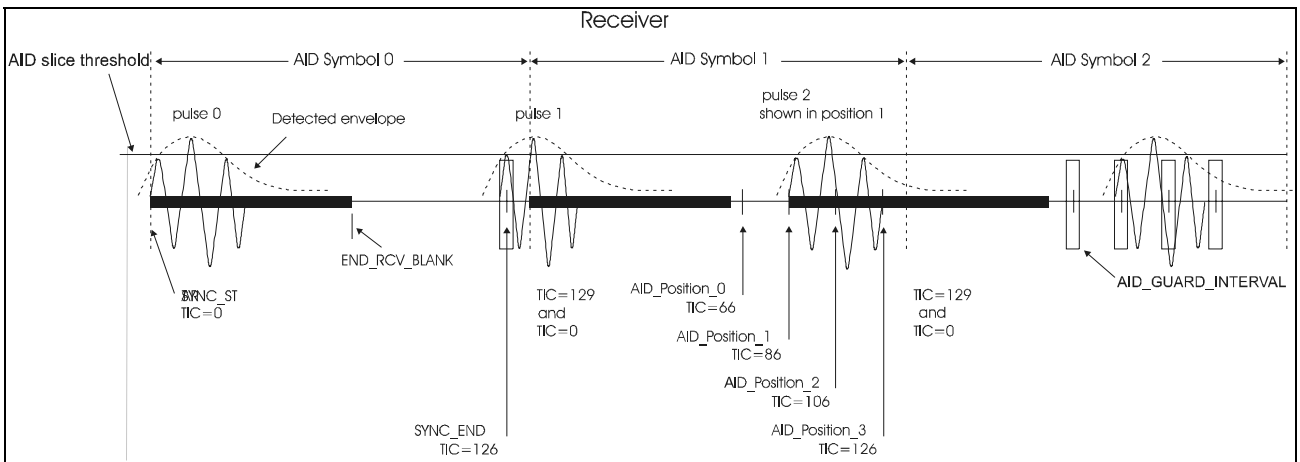 Receiver
AID slice threshold
AID Symbol 0
AID Symbol 1
AID Symbol 2
pulse 0
Detected envelope
pulse 1
pulse 2
shown in position 1
END_RCV_BLANK
SYNC_ST
TIC=0
TIC=129
and
TIC=0
AID_Position_0
TIC=66
AID_Position_1
TIC=86
AID_Position_2
TIC=106
AID_Position_3
TIC=126
SYNC_END
TIC=126
TIC=129
and
TIC=0
AID_GUARD_INTERVAL